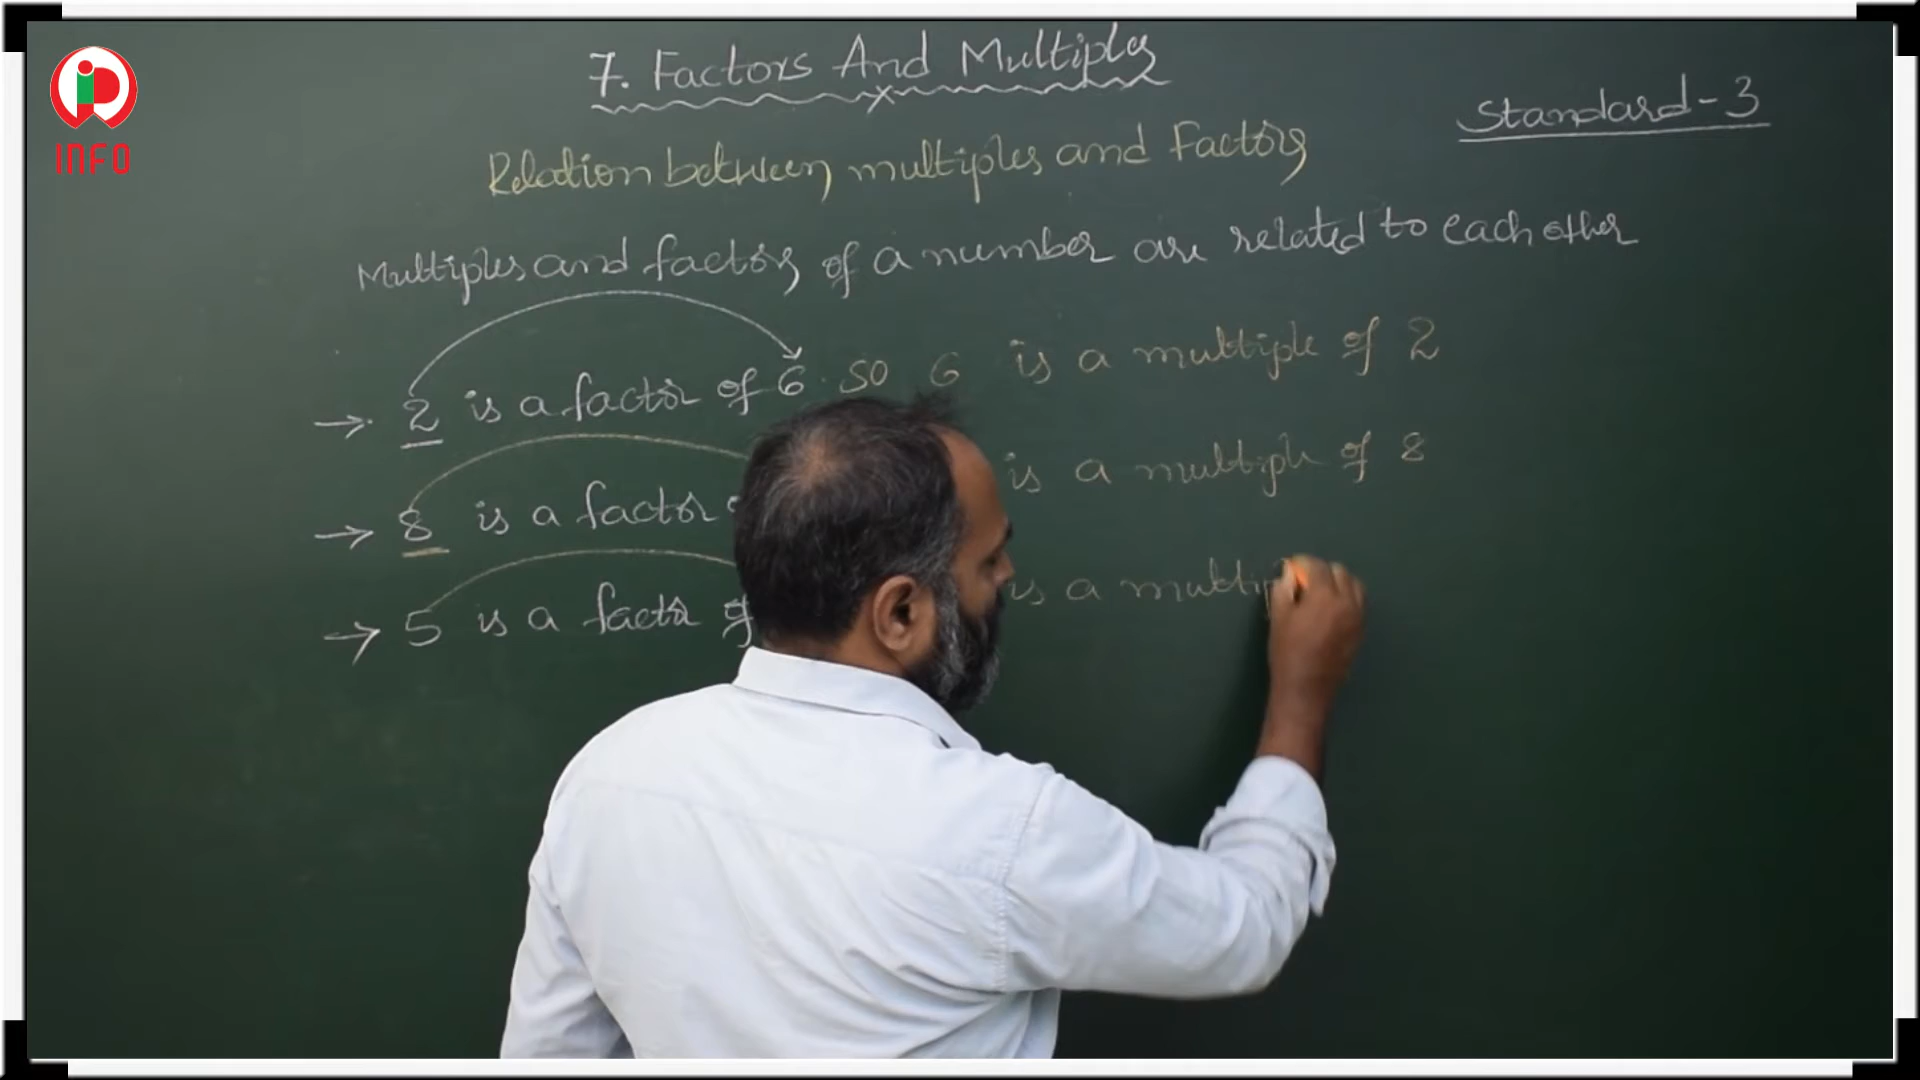 INFO
7. Factors And Multiples
Standard - 3
Relation between multiples and Factors
Multiples and factors of a number are related to each other
→ 2 is a factor of 6. So 6 is a multiple of 2
→ 8 is a factor is a multiple of 8
→ 5 is a factor of is a multip